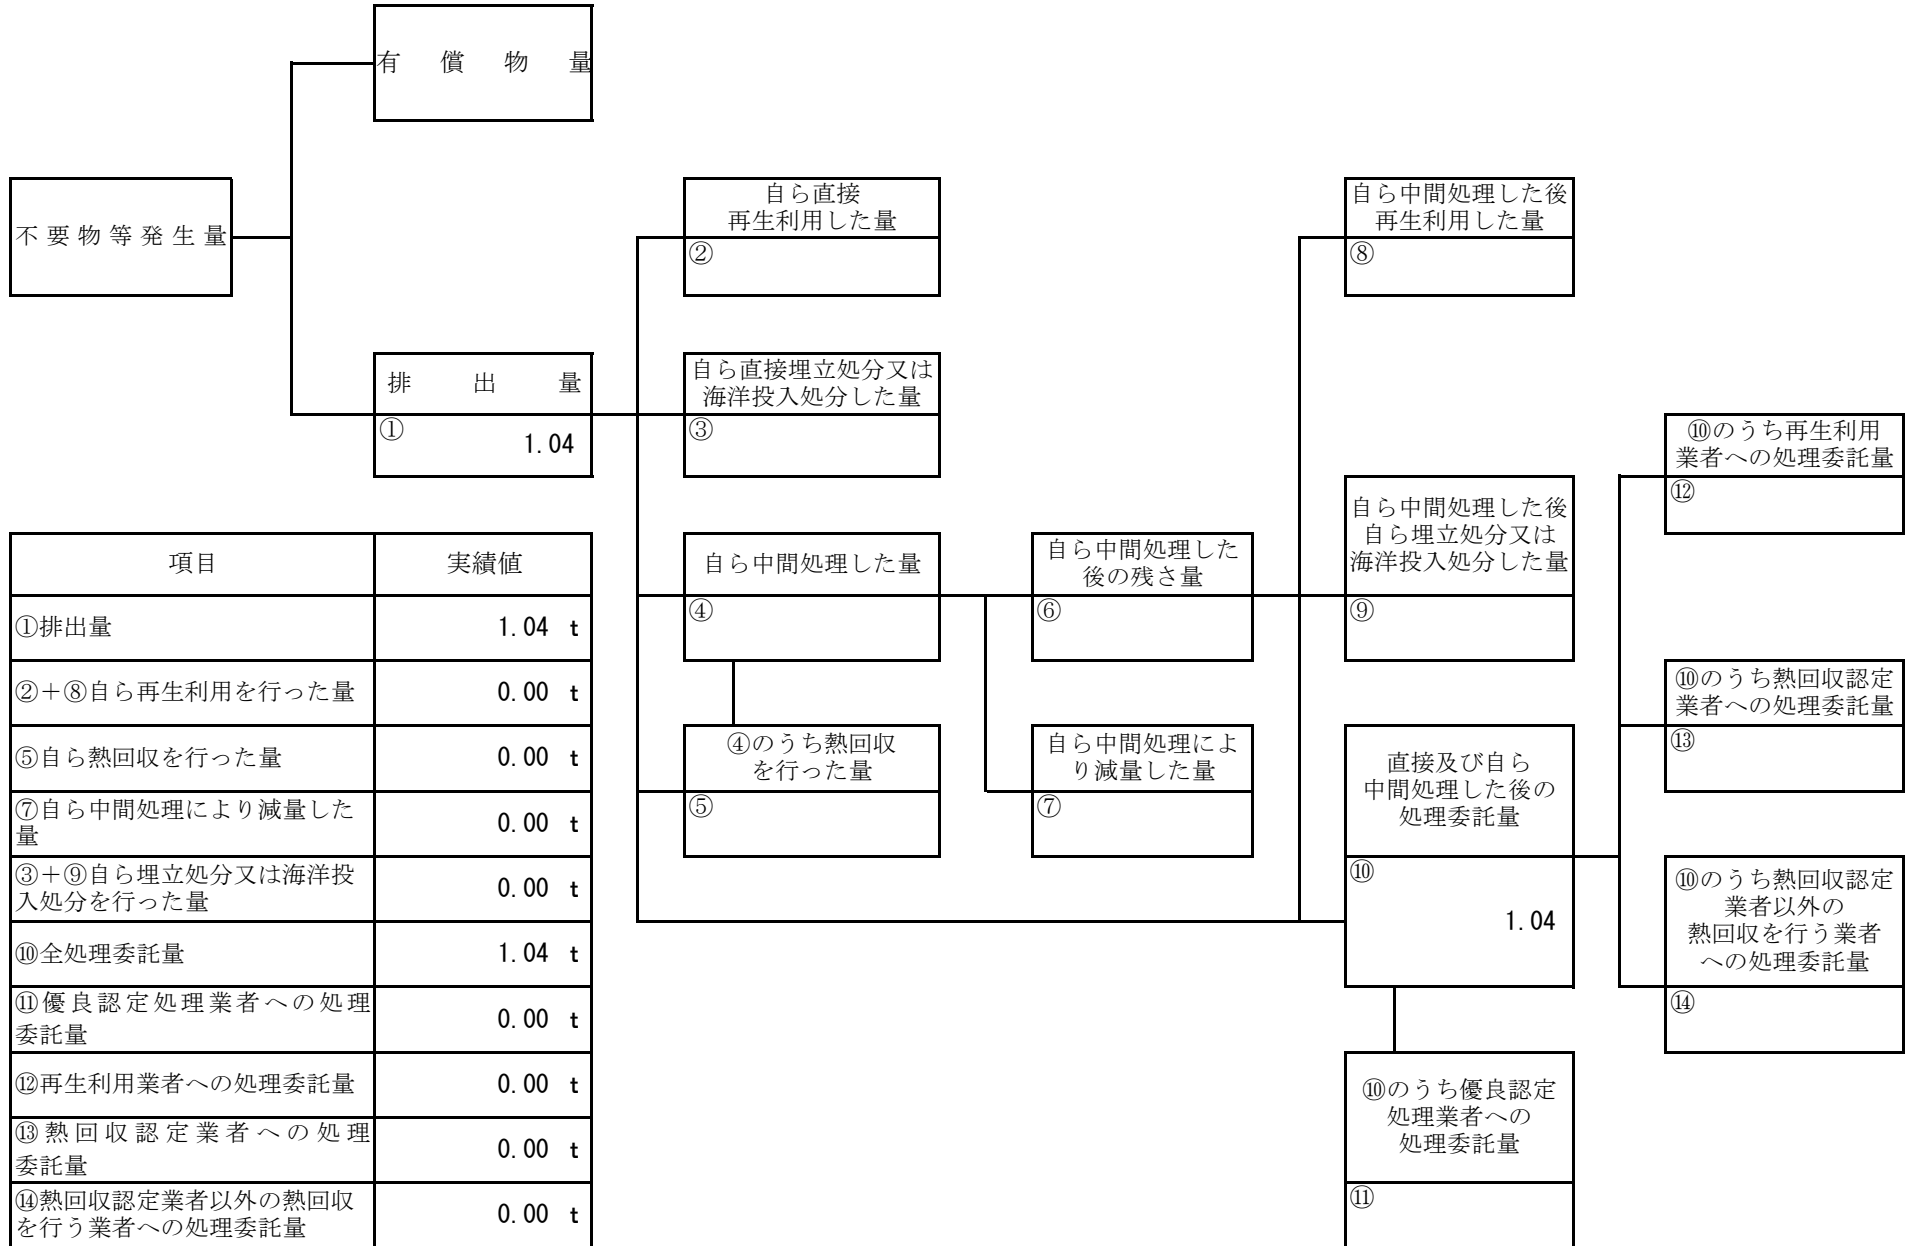 有償物量
不要物等発生量
排出量
①
1.04
自ら直接
再生利用した量
②
自ら直接埋立処分又は
海洋投入処分した量
③
自ら中間処理した量
④
④のうち熱回収
を行った量
⑤
自ら中間処理した
後の残さ量
⑥
自ら中間処理によ
り減量した量
⑦
自ら中間処理した後
再生利用した量
⑧
自ら中間処理した後
自ら埋立処分又は
海洋投入処分した量
⑨
直接及び自ら
中間処理した後の
処理委託量
⑩
1.04
⑩のうち優良認定
処理業者への
処理委託量
⑪
⑩のうち再生利用
業者への処理委託量
⑫
⑩のうち熱回収認定
業者への処理委託量
⑬
⑩のうち熱回収認定
業者以外の
熱回収を行う業者
への処理委託量
⑭
項目 実績値
①排出量 1.04 t
②＋⑧自ら再生利用を行った量 0.00 t
⑤自ら熱回収を行った量 0.00 t
⑦自ら中間処理により減量した
量 0.00 t
③＋⑨自ら埋立処分又は海洋投
入処分を行った量 0.00 t
⑩全処理委託量 1.04 t
⑪優良認定処理業者への処理
委託量 0.00 t
⑫再生利用業者への処理委託量 0.00 t
⑬熱回収認定業者への処理
委託量 0.00 t
⑭熱回収認定業者以外の熱回収
を行う業者への処理委託量 0.00 t